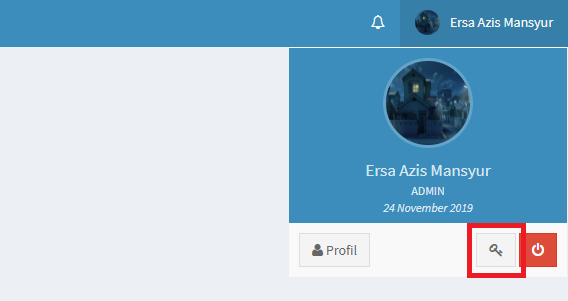 Ersa Azis Mansyur
Ersa Azis Mansyur
ADMIN
24 November 2019
Profil